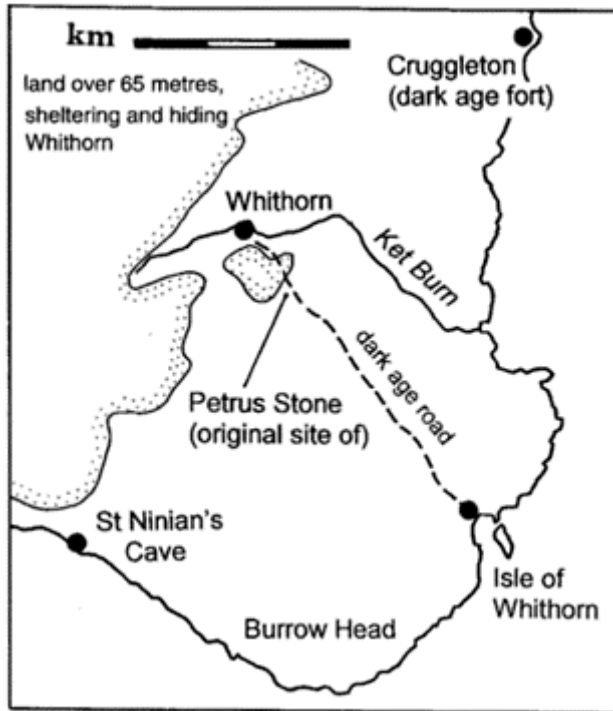 km
land over 65 metres,
sheltering and hiding
Whithorn
Cruggleton
(dark age fort)
Whithorn
Ket Burn
dark age road
Petrus Stone
(original site of)
St Ninian's
Cave
Isle of
Whithorn
Burrow Head